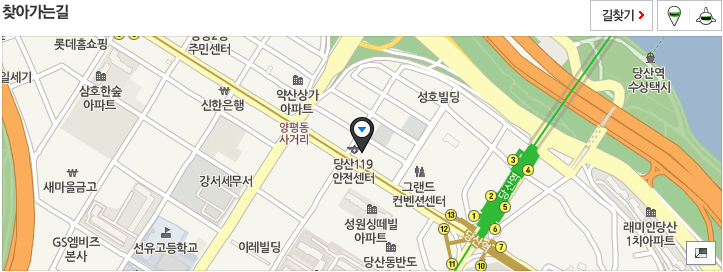 찾아가는길
길찾기
롯데홈쇼핑
주민센터
일세기
삼호한숲
아파트
신한은행
약산상가
아파트
성호빌딩
당산역
수상택시
양평동
사거리
당산119
안전센터
새마을금고
강서세무서
그랜드
컨벤션센터
당산역
3
4
2
5
1
6
13
12
7
11
10
성원싱떼빌
아파트
래미안당산
1차아파트
GS엠비즈
본사
선유고등학교
이레빌딩
당산동반도